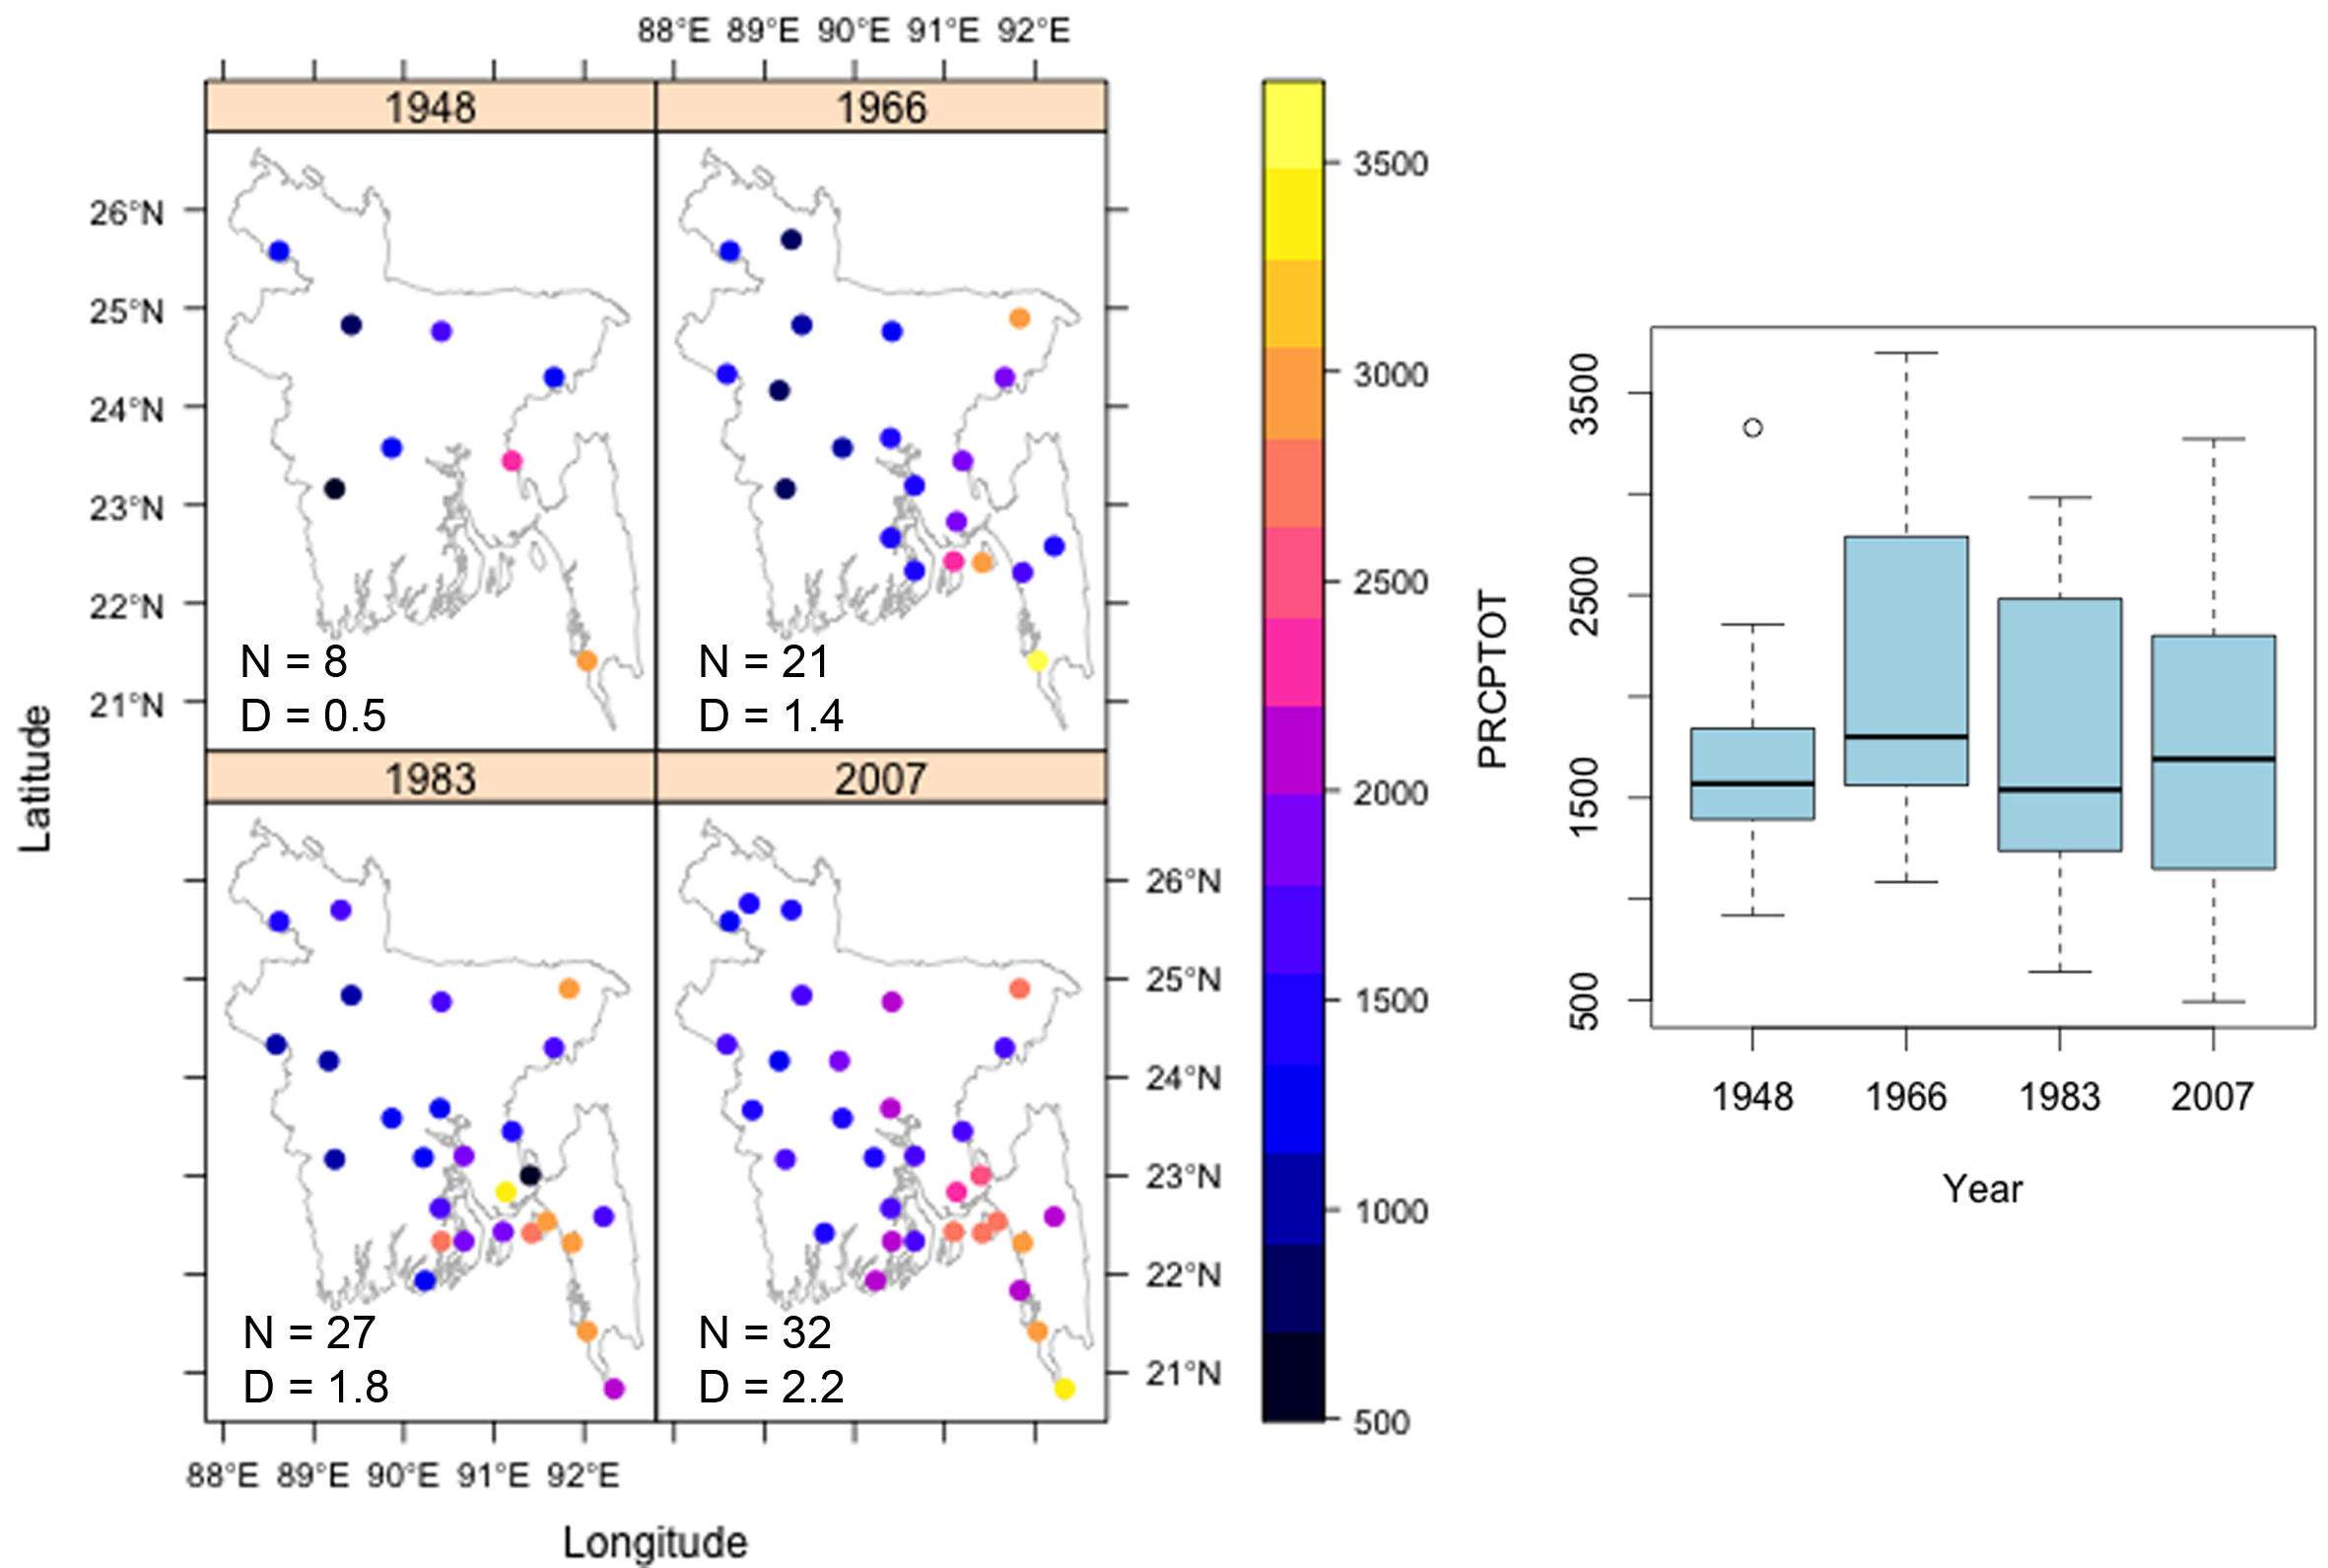 88°E 89°E 90°E 91°E 92°E
1948
1966
26°N
25°N
24°N
23°N
22°N
21°N
N = 8
D = 0.5
N = 21
D = 1.4
Latitude
1983
2007
26°N
25°N
24°N
23°N
22°N
21°N
N = 27
D = 1.8
N = 32
D = 2.2
88°E 89°E 90°E 91°E 92°E
Longitude
3500
3000
2500
2000
1500
1000
500
PRCPTOT
3500
2500
1500
500
1948 1966 1983 2007
Year